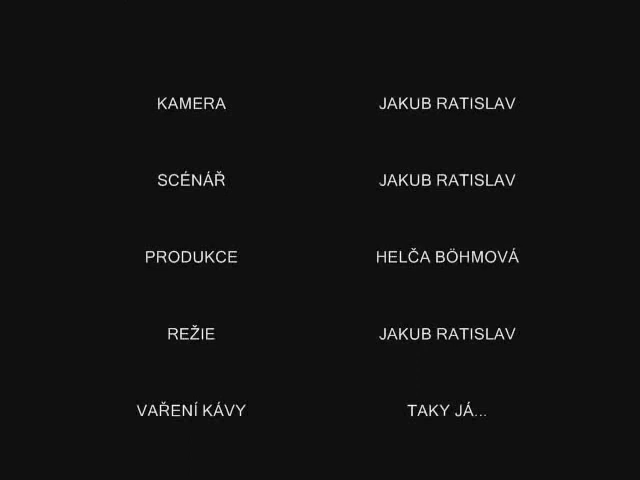 KAMERA JAKUB RATISLAV
SCÉNÁŘ JAKUB RATISLAV
PRODUKCE HELČA BÖHMOVÁ
REŽIE JAKUB RATISLAV
VAŘENÍ KÁVY TAKY JÁ...